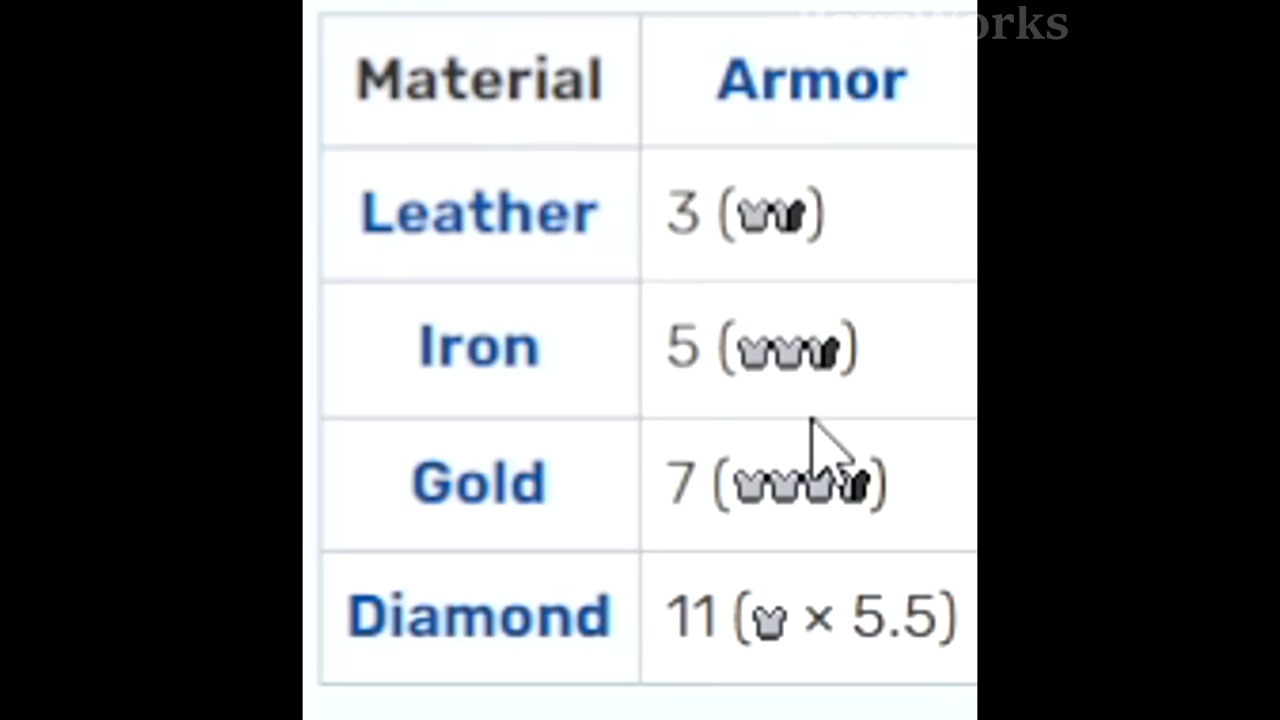 Material Armor
Leather 3 ()
Iron 5 ()
Gold 7 ()
Diamond 11 ( × 5.5)